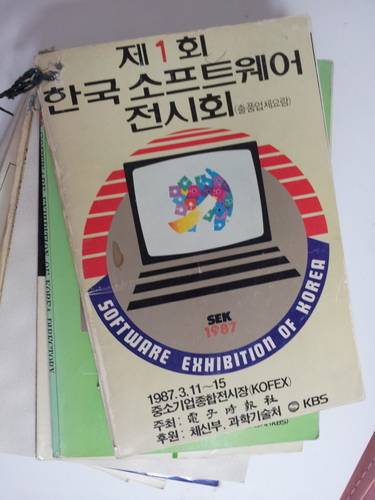 제1회
한국 소프트웨어
전시회(출품업체요람)
SEK
1987
SOFTWARE EXHIBITION OF KOREA
1987.3.11~15
중소기업종합전시장(KOFEX)
주최: 電子時報社
후원: 체신부, 과학기술처 KBS